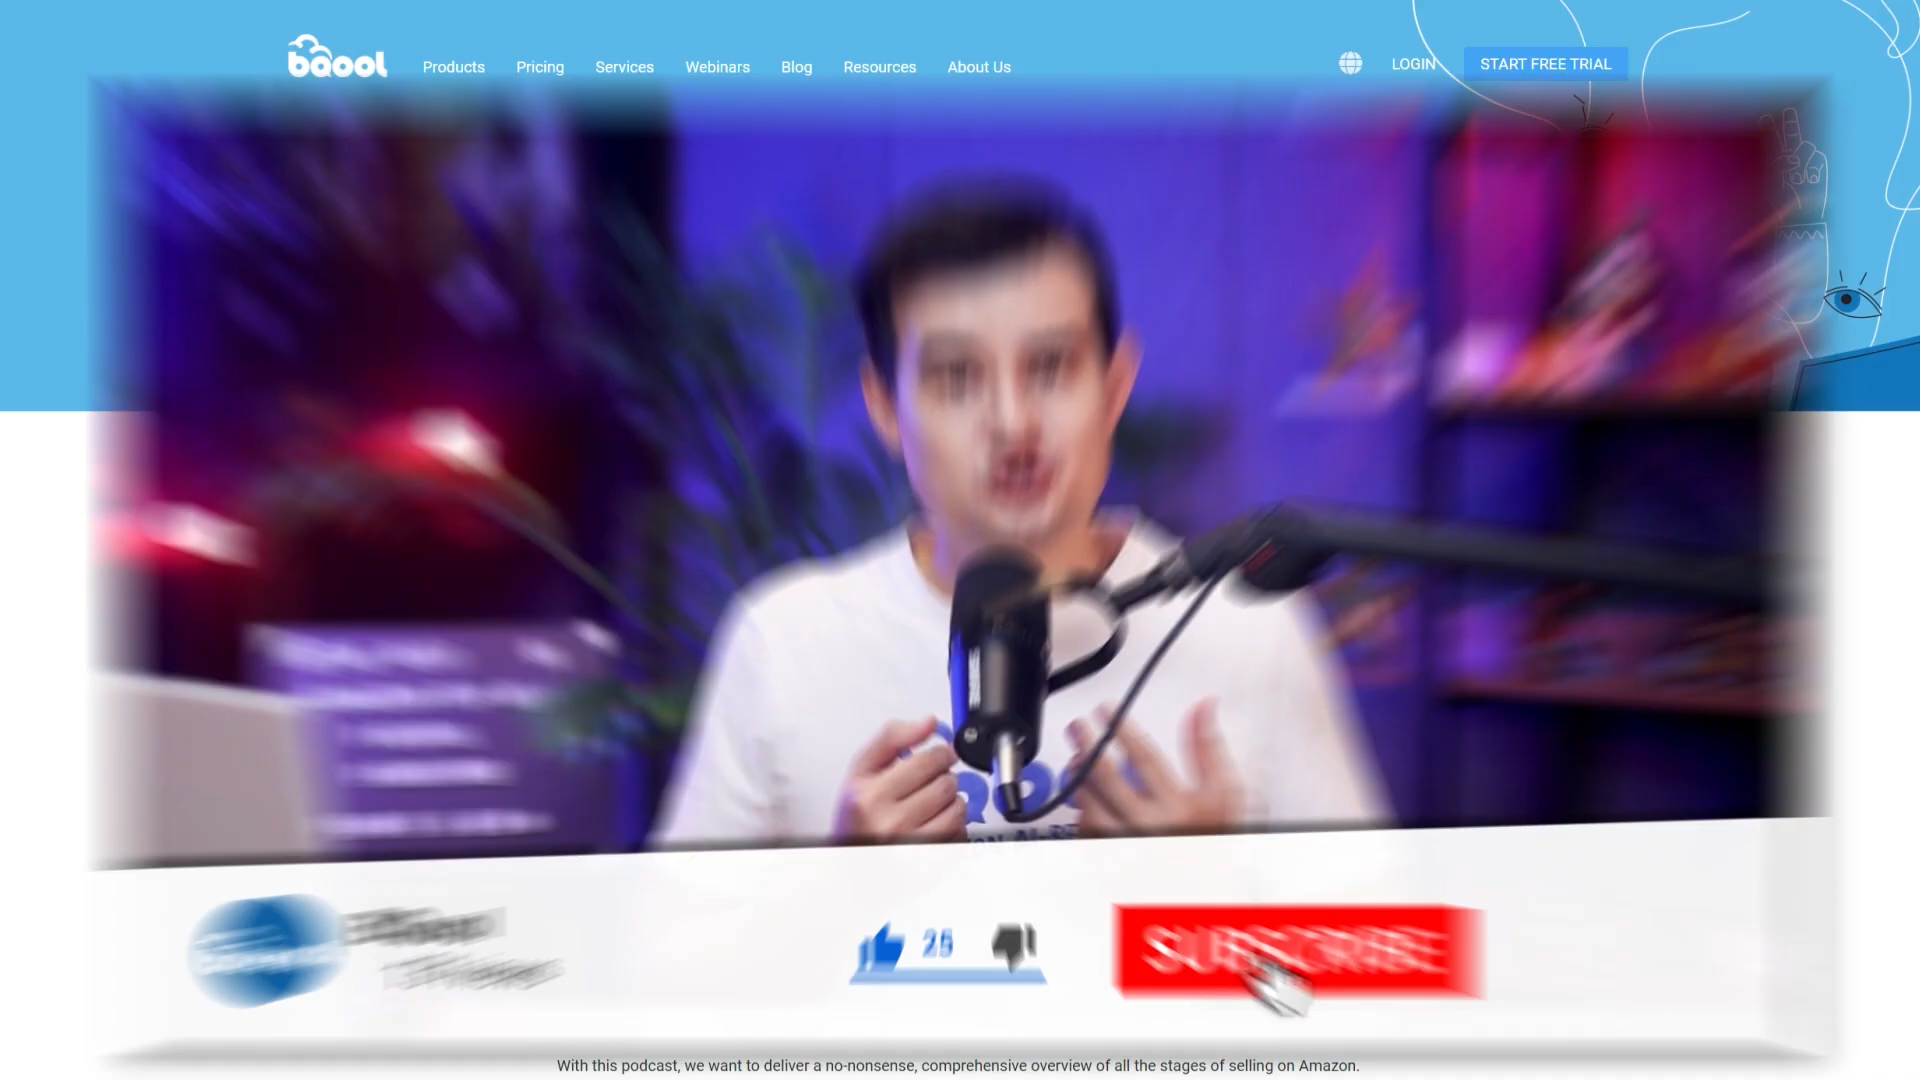 bqool
Products Pricing Services Webinars Blog Resources About Us
LOGIN START FREE TRIAL
25
SUBSCRIBE
With this podcast, we want to deliver a no-nonsense, comprehensive overview of all the stages of selling on Amazon.